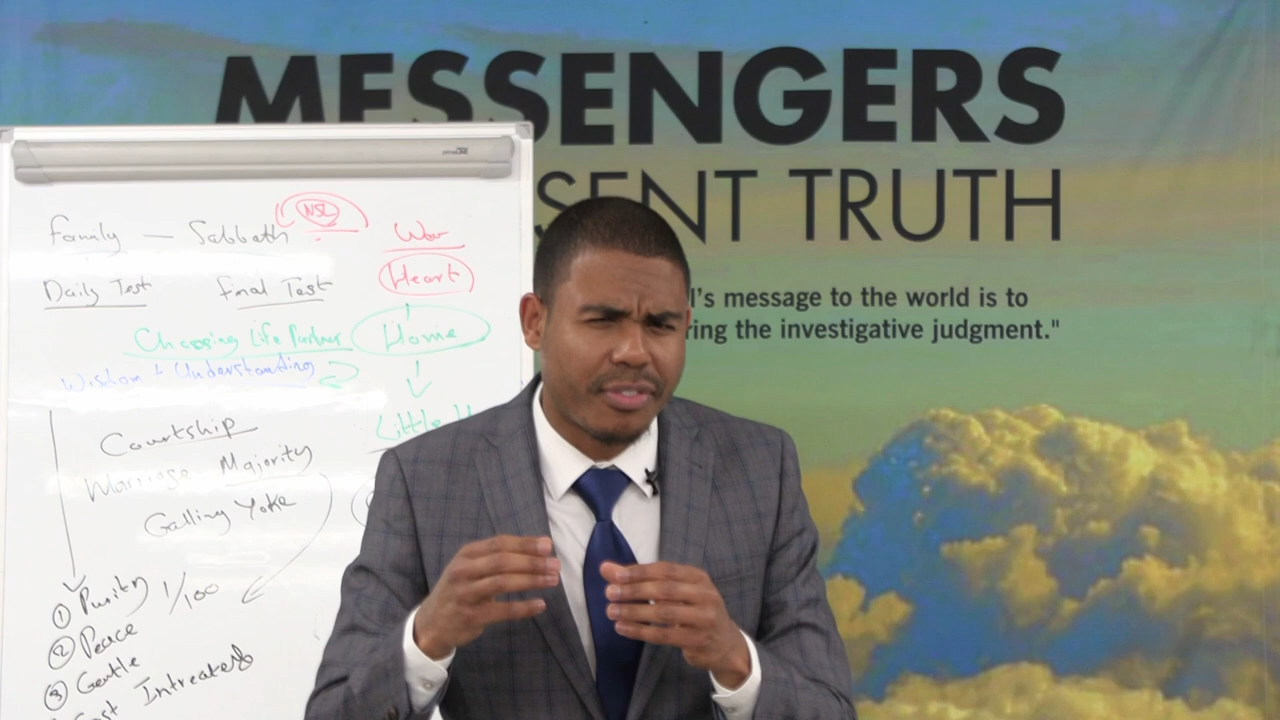 MESSENGERS
SENT TRUTH
l's message to the world is to
ring the investigative judgment."
Family — Sabbath NSL War
Daily Test Final Test Heart
Choosing Life Partner Home
Wisdom + Understanding
Little
Courtship
Marriage Majority
Galling Yoke
① Purity 1/100
② Peace
③ Gentle
Intreated